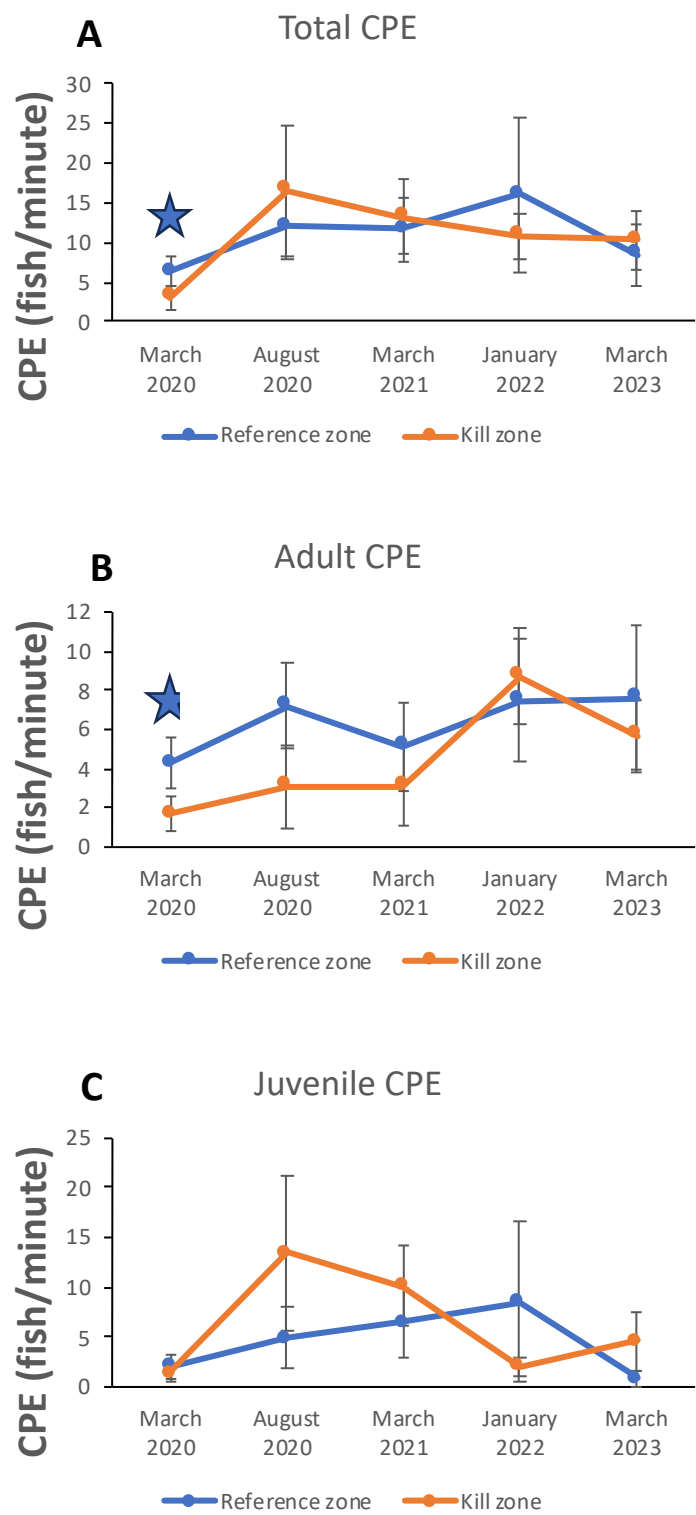 A
Total CPE
CPE (fish/minute)
30
25
20
15
10
5
0
March August March January March
2020 2020 2021 2022 2023
Reference zone Kill zone
B
Adult CPE
CPE (fish/minute)
12
10
8
6
4
2
0
March August March January March
2020 2020 2021 2022 2023
Reference zone Kill zone
C
Juvenile CPE
CPE (fish/minute)
25
20
15
10
5
0
March August March January March
2020 2020 2021 2022 2023
Reference zone Kill zone